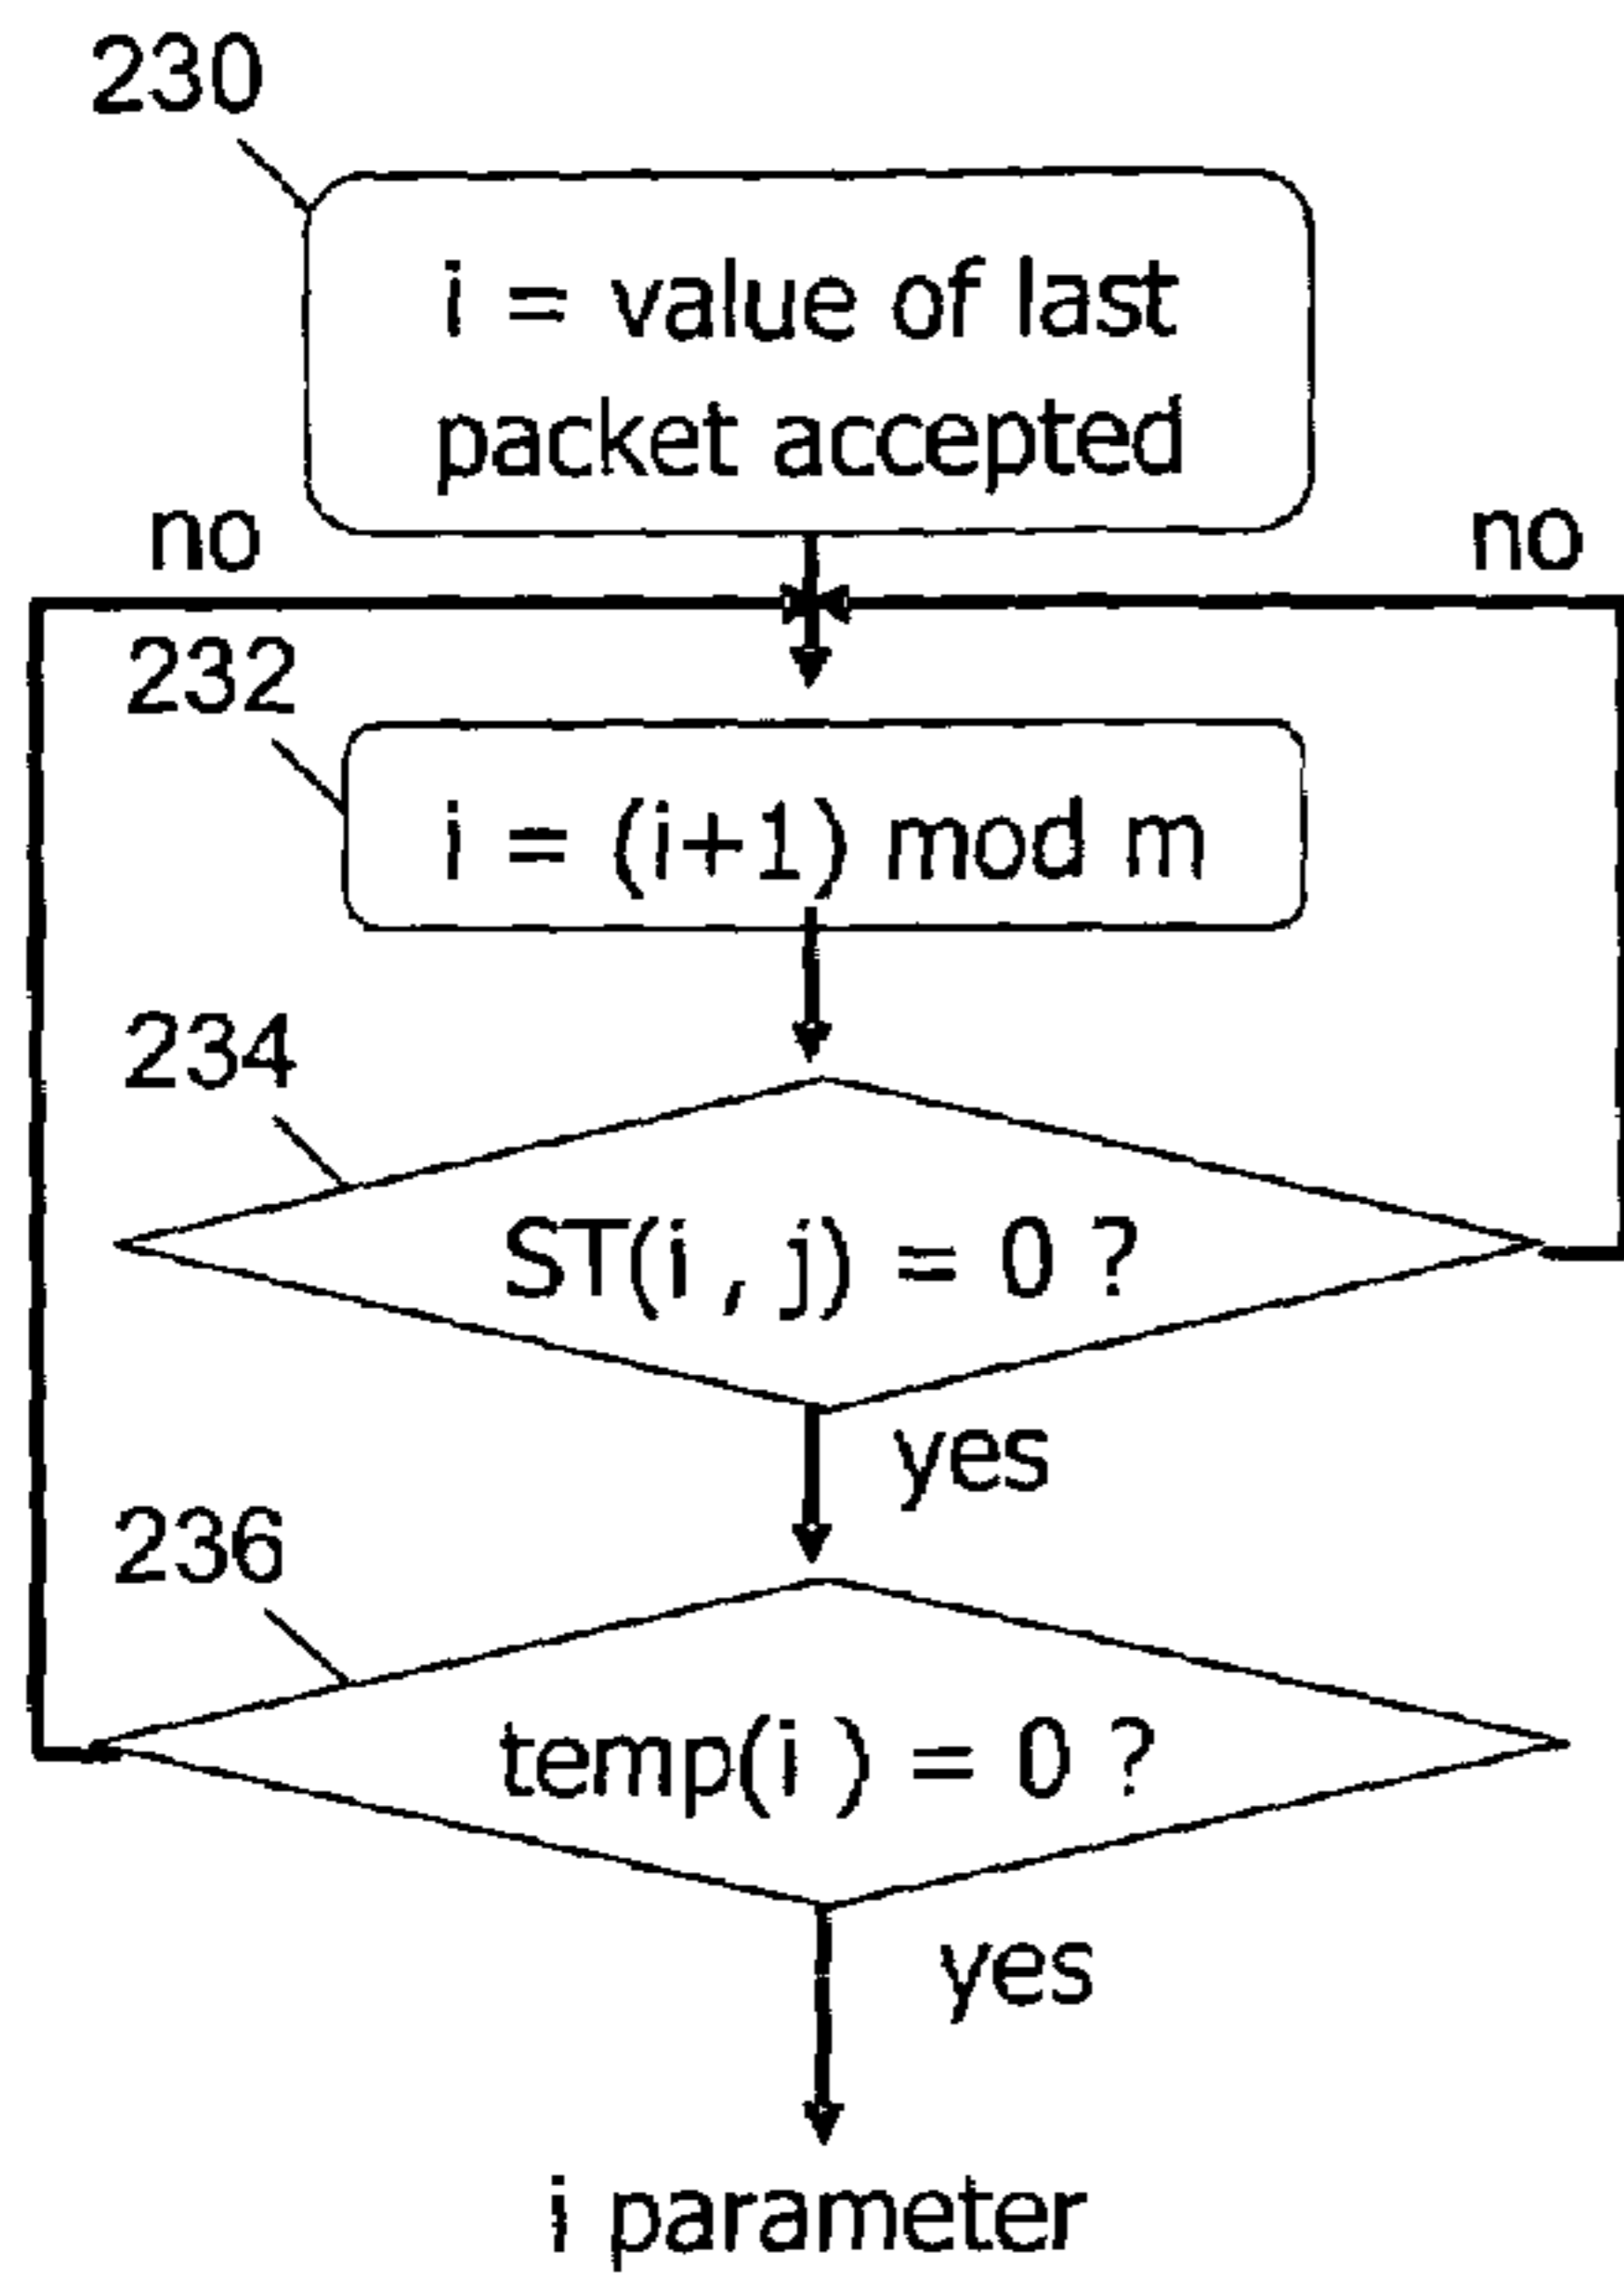 230
i = value of last
packet accepted
no
no
232
i = (i+1) mod m
234
ST(i , j) = 0 ?
yes
236
temp(i ) = 0 ?
yes
i parameter